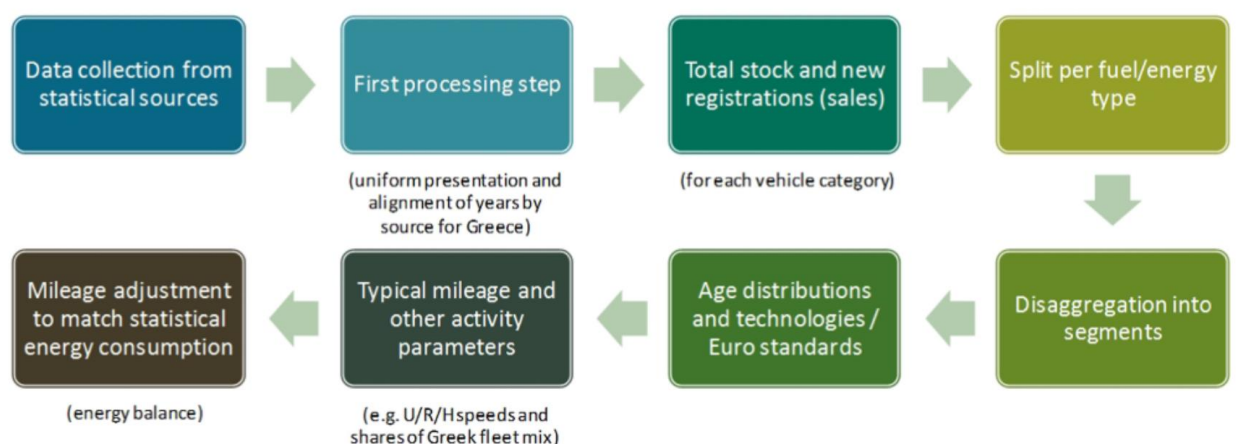 Data collection from
statistical sources
First processing step
(uniform presentation and
alignment of years by
source for Greece)
Total stock and new
registrations (sales)
(for each vehicle category)
Split per fuel/energy
type
Disaggregation into
segments
Age distributions
and technologies /
Euro standards
Typical mileage and
other activity
parameters
(e.g. U/R/H speeds and
shares of Greek fleet mix)
Mileage adjustment
to match statistical
energy consumption
(energy balance)